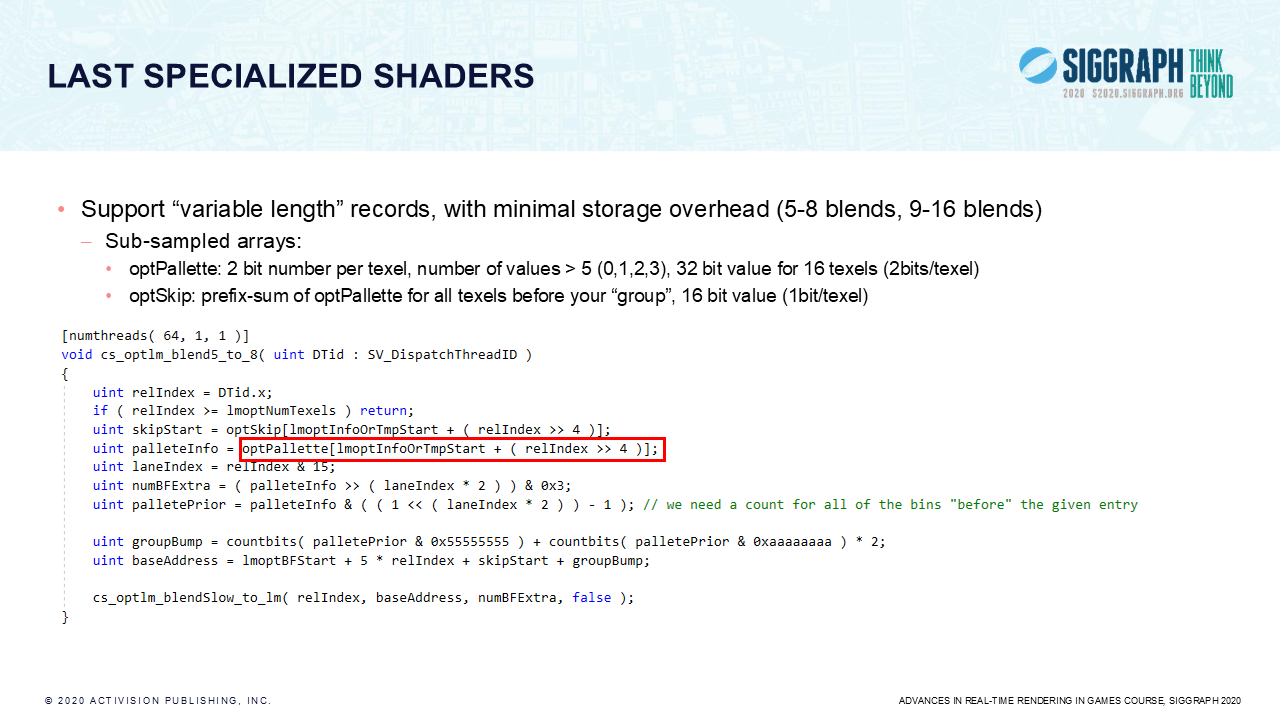 LAST SPECIALIZED SHADERS
SIGGRAPH THINK
2020 S2020.SIGGRAPH.ORG BEYOND
• Support “variable length” records, with minimal storage overhead (5-8 blends, 9-16 blends)
– Sub-sampled arrays:
• optPallette: 2 bit number per texel, number of values > 5 (0,1,2,3), 32 bit value for 16 texels (2bits/texel)
• optSkip: prefix-sum of optPallette for all texels before your “group”, 16 bit value (1bit/texel)
[numthreads( 64, 1, 1 )]
void cs_optlm_blend5_to_8( uint DTid : SV_DispatchThreadID )
{
    uint relIndex = DTid.x;
    if ( relIndex >= lmoptNumTexels ) return;
    uint skipStart = optSkip[lmoptInfoOrTmpStart + ( relIndex >> 4 )];
    uint palleteInfo = optPallette[lmoptInfoOrTmpStart + ( relIndex >> 4 )];
    uint laneIndex = relIndex & 15;
    uint numBFExtra = ( palleteInfo >> ( laneIndex * 2 ) ) & 0x3;
    uint palletePrior = palleteInfo & ( ( 1 << ( laneIndex * 2 ) ) - 1 ); // we need a count for all of the bins "before" the given entry
    uint groupBump = countbits( palletePrior & 0x55555555 ) + countbits( palletePrior & 0xaaaaaaaa ) * 2;
    uint baseAddress = lmoptBFStart + 5 * relIndex + skipStart + groupBump;
    cs_optlm_blendSlow_to_lm( relIndex, baseAddress, numBFExtra, false );
}
© 2020 ACTIVISION PUBLISHING, INC.
ADVANCES IN REAL-TIME RENDERING IN GAMES COURSE, SIGGRAPH 2020